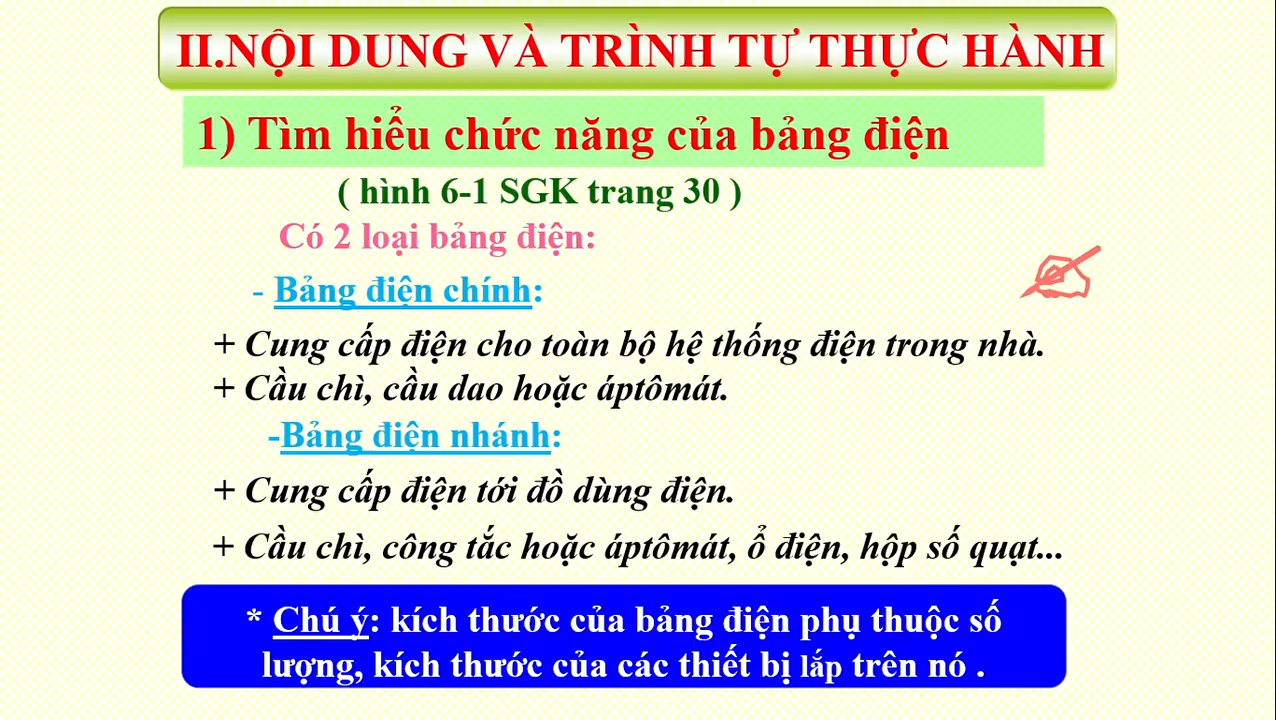 II.NỘI DUNG VÀ TRÌNH TỰ THỰC HÀNH
1) Tìm hiểu chức năng của bảng điện
( hình 6-1 SGK trang 30 )
Có 2 loại bảng điện:
- Bảng điện chính:
+ Cung cấp điện cho toàn bộ hệ thống điện trong nhà.
+ Cầu chì, cầu dao hoặc áptômát.
-Bảng điện nhánh:
+ Cung cấp điện tới đồ dùng điện.
+ Cầu chì, công tắc hoặc áptômát, ổ điện, hộp số quạt...
* Chú ý: kích thước của bảng điện phụ thuộc số
lượng, kích thước của các thiết bị lắp trên nó .